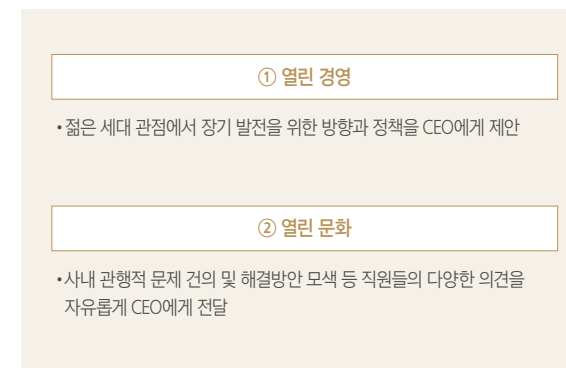 ① 열린 경영
• 젊은 세대 관점에서 장기 발전을 위한 방향과 정책을 CEO에게 제안
② 열린 문화
• 사내 관행적 문제 건의 및 해결방안 모색 등 직원들의 다양한 의견을
자유롭게 CEO에게 전달